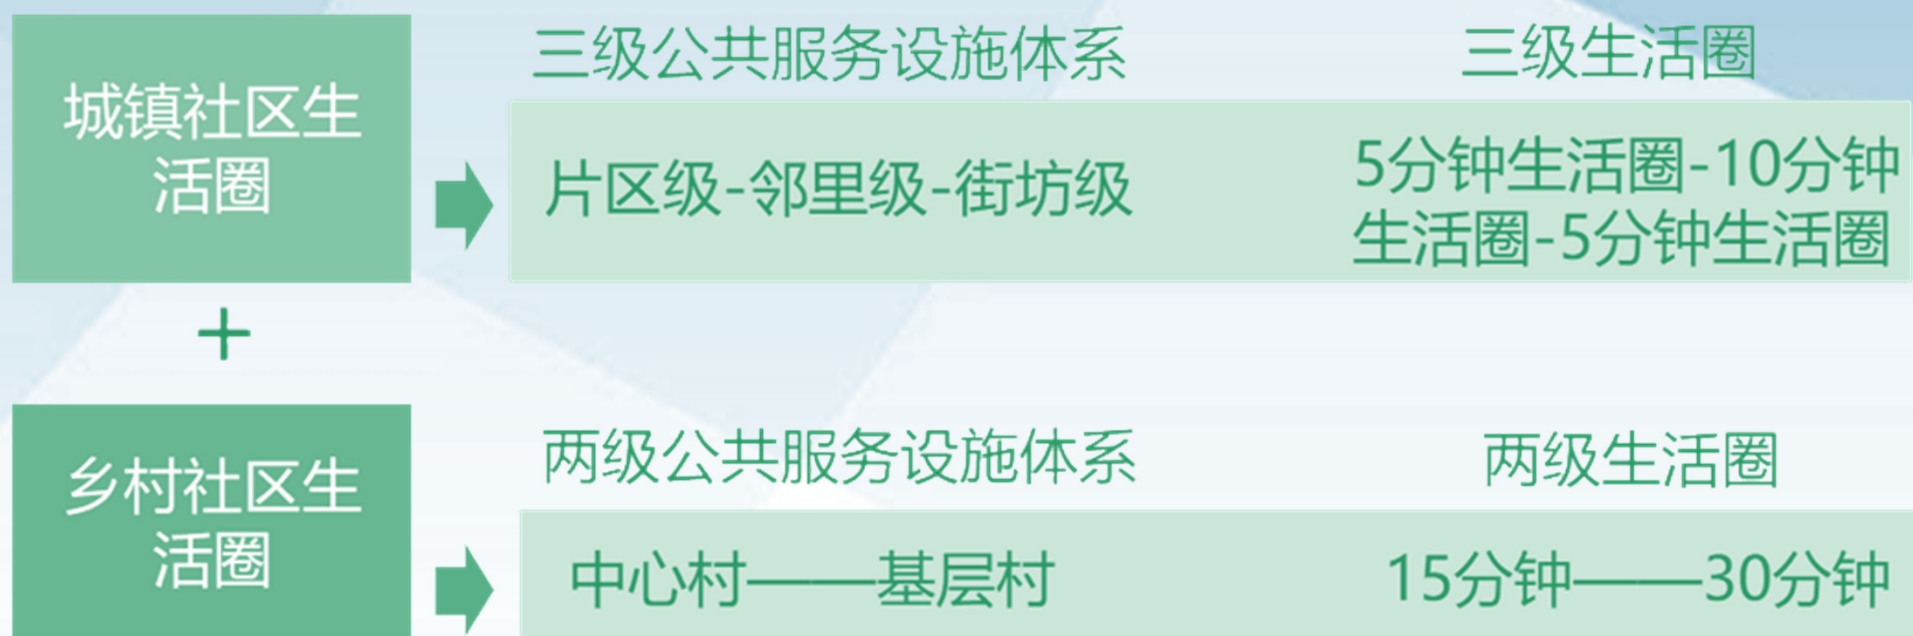 城镇社区生
活圈
三级公共服务设施体系
三级生活圈
片区级-邻里级-街坊级
5分钟生活圈-10分钟
生活圈-5分钟生活圈
+
乡村社区生
活圈
两级公共服务设施体系
两级生活圈
中心村——基层村
15分钟——30分钟